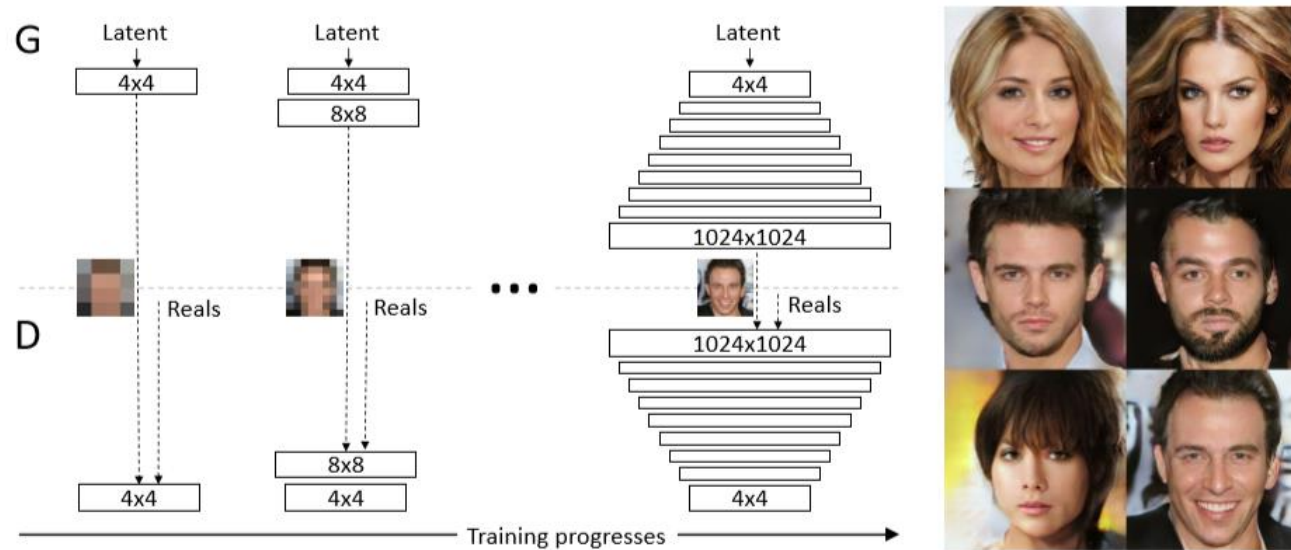 G
Latent
Latent
Latent
4x4
4x4
4x4
8x8
1024x1024
Reals
Reals
Reals
D
1024x1024
8x8
4x4
4x4
4x4
Training progresses